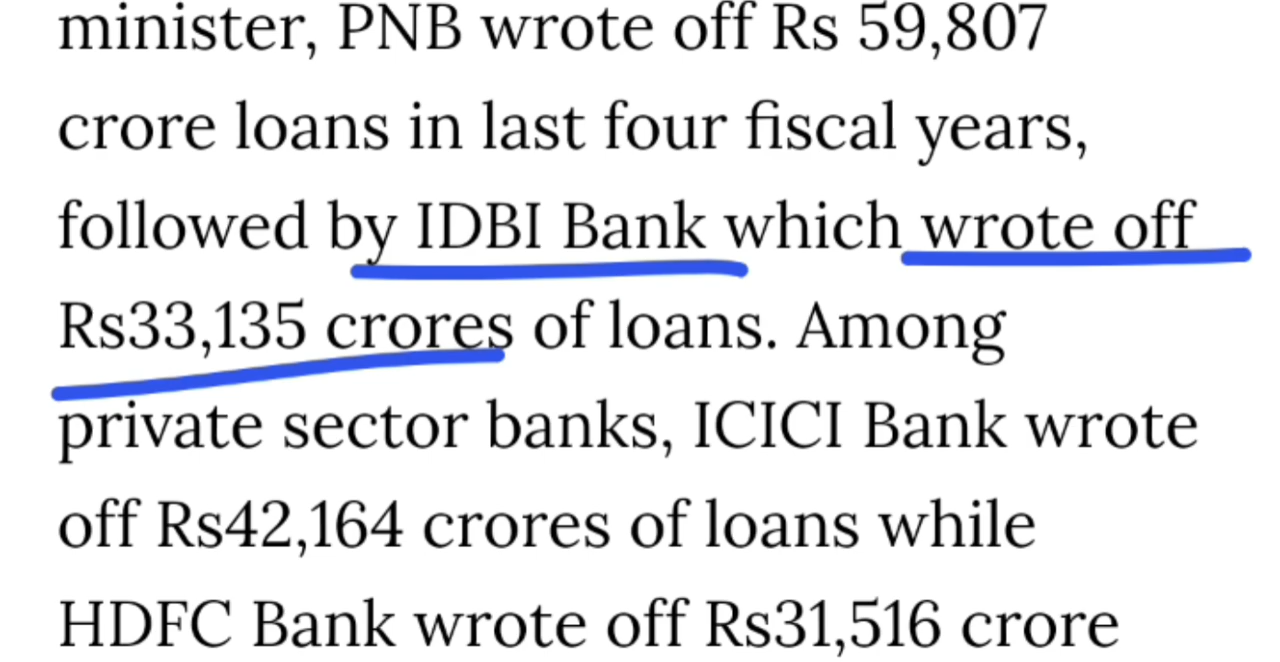 minister, PNB wrote off Rs 59,807
crore loans in last four fiscal years,
followed by IDBI Bank which wrote off
Rs33,135 crores of loans. Among
private sector banks, ICICI Bank wrote
off Rs42,164 crores of loans while
HDFC Bank wrote off Rs31,516 crore